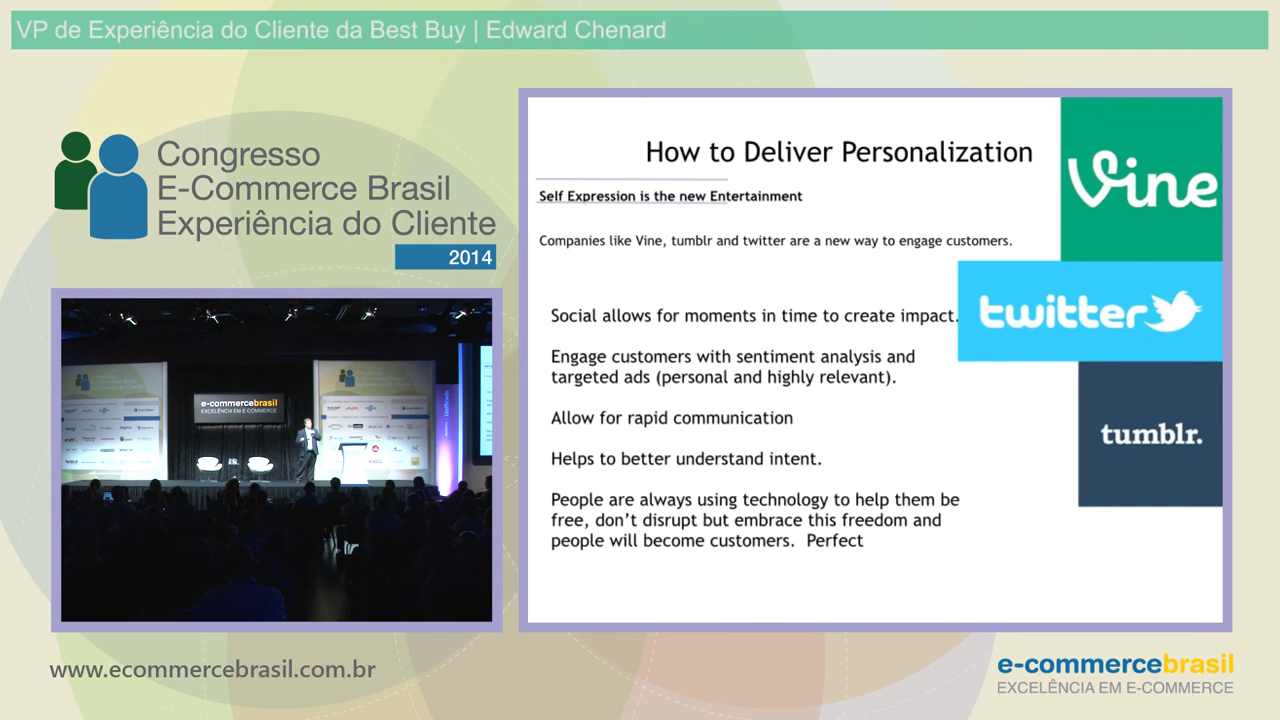 VP de Experiência do Cliente da Best Buy | Edward Chenard
Congresso
E-Commerce Brasil
Experiência do Cliente
2014
e-commercebrasil
EXCELÊNCIA EM E-COMMERCE
How to Deliver Personalization
Self Expression is the new Entertainment
Companies like Vine, tumblr and twitter are a new way to engage customers.
Social allows for moments in time to create impact.
Engage customers with sentiment analysis and
targeted ads (personal and highly relevant).
Allow for rapid communication
Helps to better understand intent.
People are always using technology to help them be
free, don't disrupt but embrace this freedom and
people will become customers.  Perfect
Vine
twitter
tumblr.
www.ecommercebrasil.com.br
e-commercebrasil
EXCELÊNCIA EM E-COMMERCE